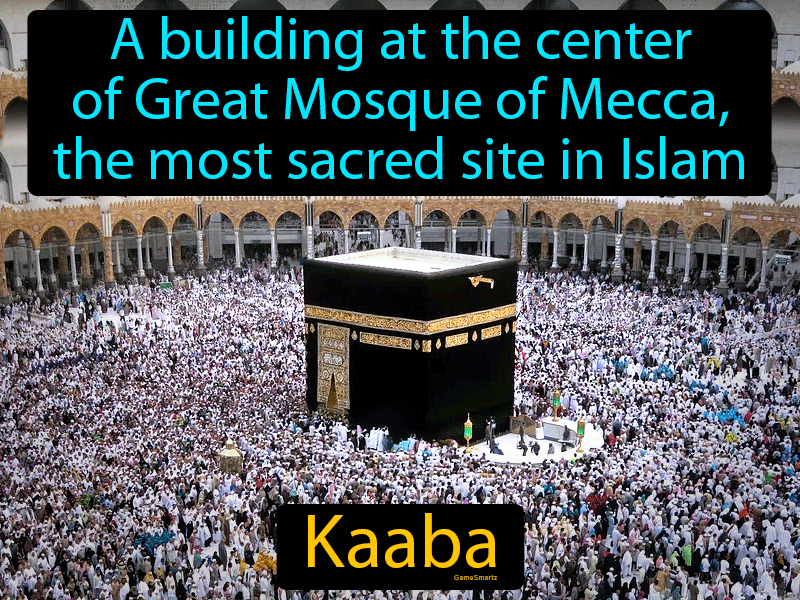 A building at the center
of Great Mosque of Mecca,
the most sacred site in Islam
Kaaba
GameSmartz